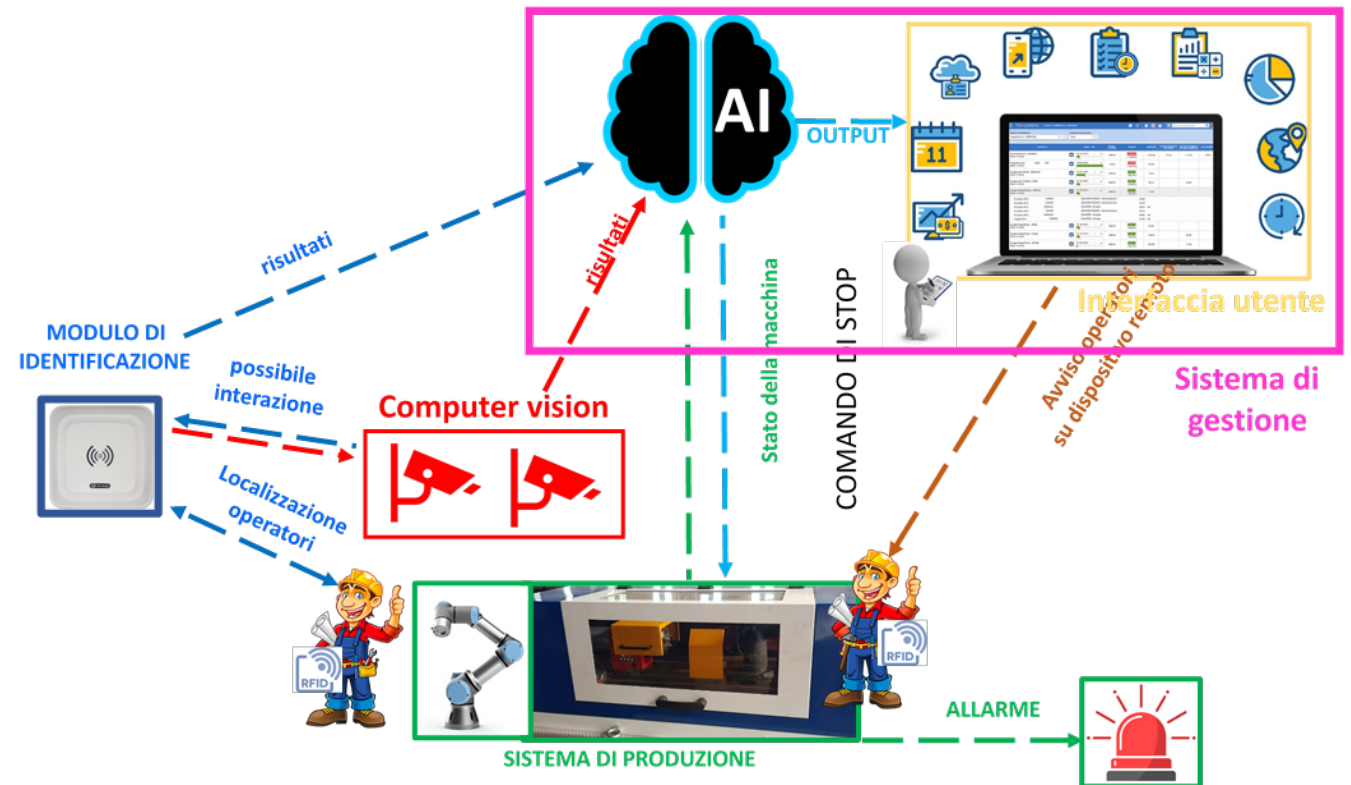 AI
OUTPUT
11
risultati
risultati
MODULO DI
IDENTIFICAZIONE
possibile
interazione
Computer vision
Localizzazione
operatori
Stato della macchina
COMANDO DI STOP
Interfaccia utente
Avviso operatori
su dispositivo remoto
Sistema di
gestione
RFID
RFID
SISTEMA DI PRODUZIONE
ALLARME